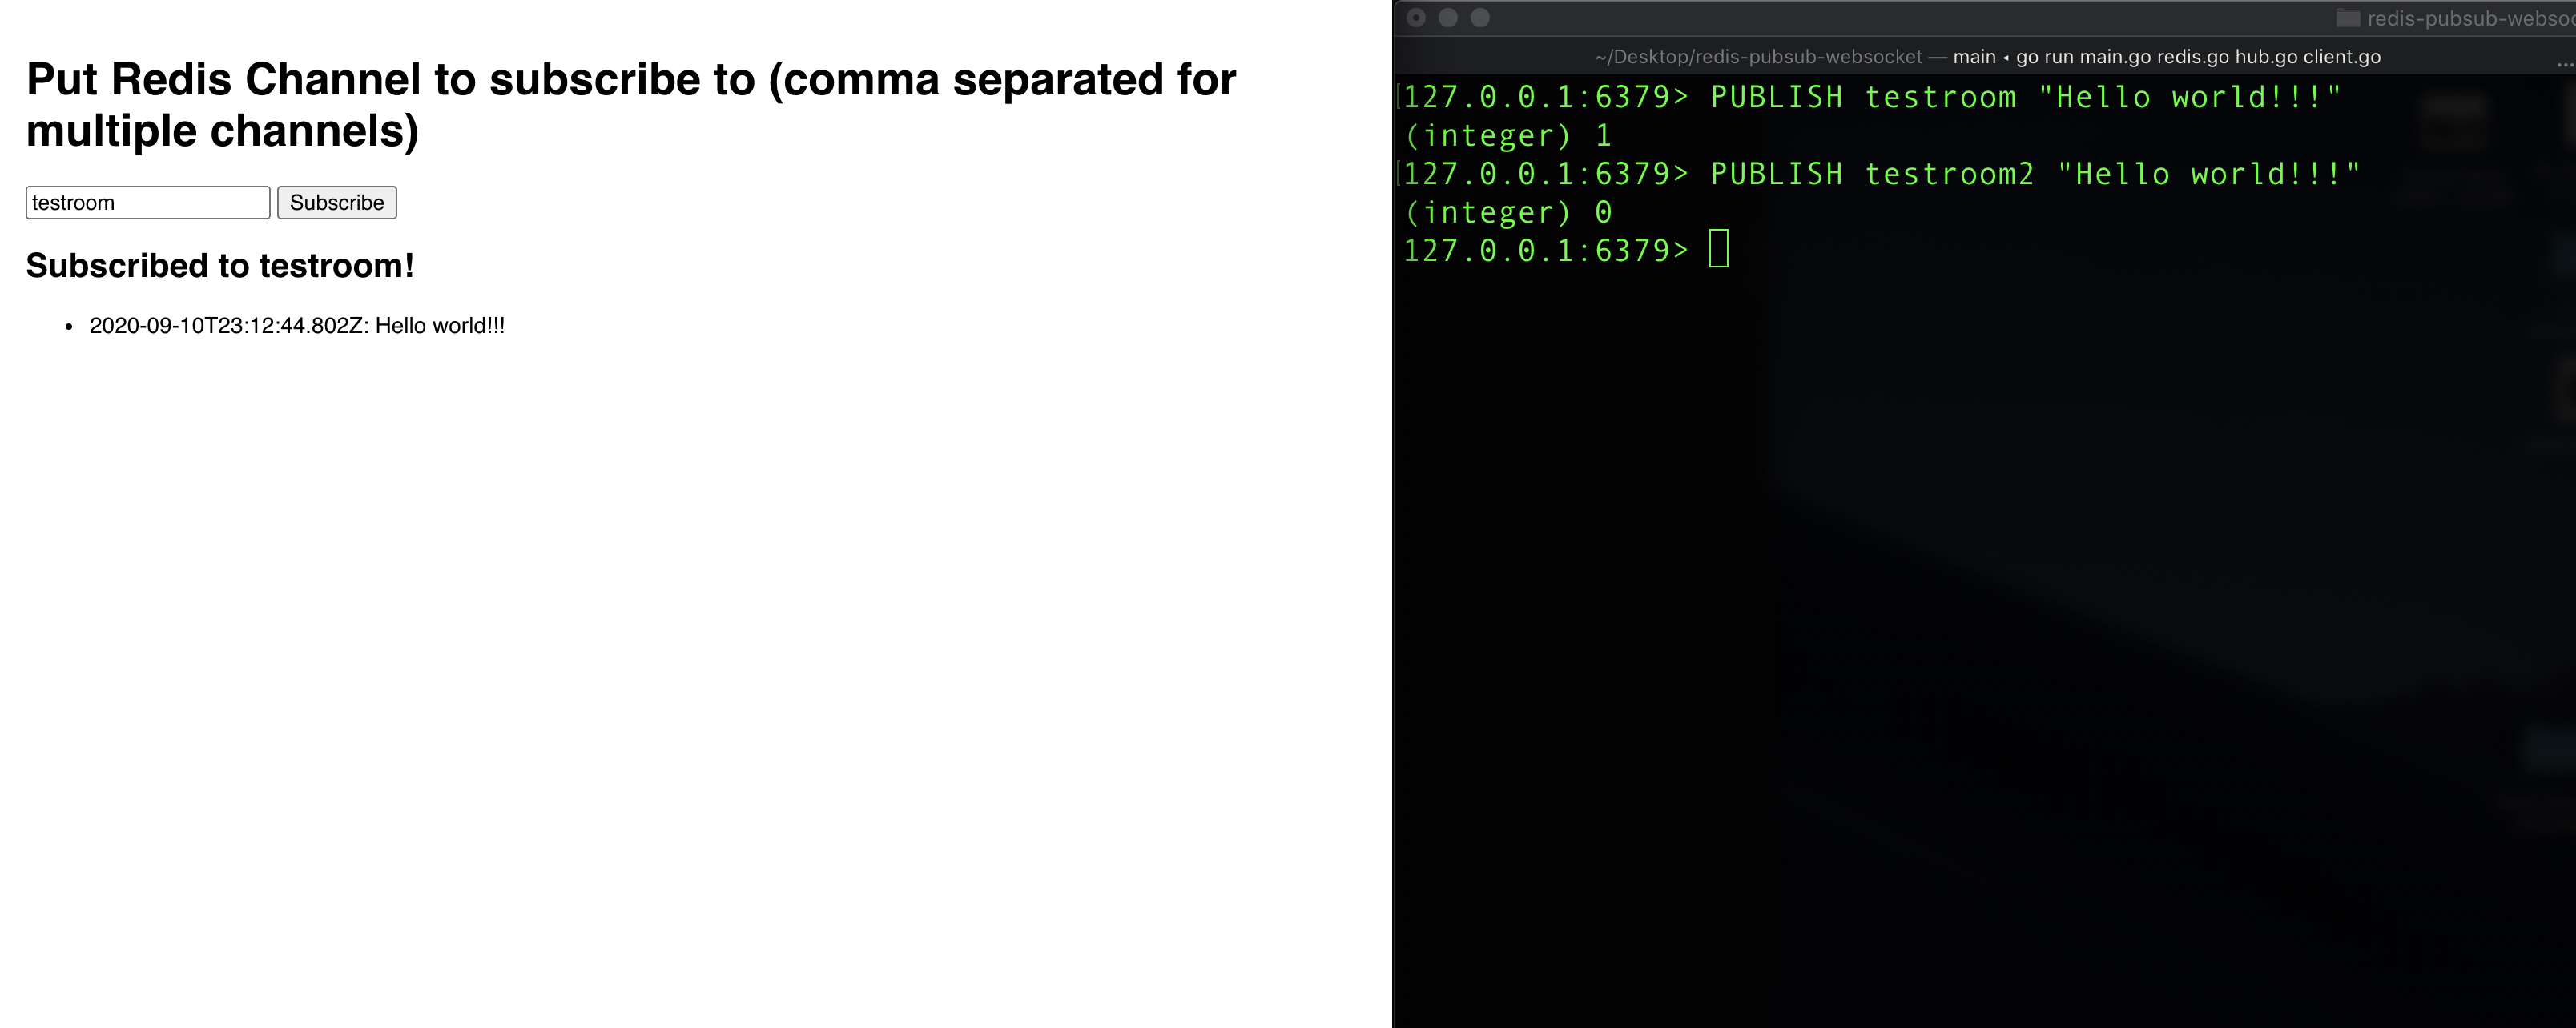 Put Redis Channel to subscribe to (comma separated for
multiple channels)
testroom
Subscribe
Subscribed to testroom!
• 2020-09-10T23:12:44.802Z: Hello world!!!
redis-pubsub-websoc
~/Desktop/redis-pubsub-websocket — main ◂ go run main.go redis.go hub.go client.go
...
[127.0.0.1:6379> PUBLISH testroom "Hello world!!!"
(integer) 1
[127.0.0.1:6379> PUBLISH testroom2 "Hello world!!!"
(integer) 0
127.0.0.1:6379>